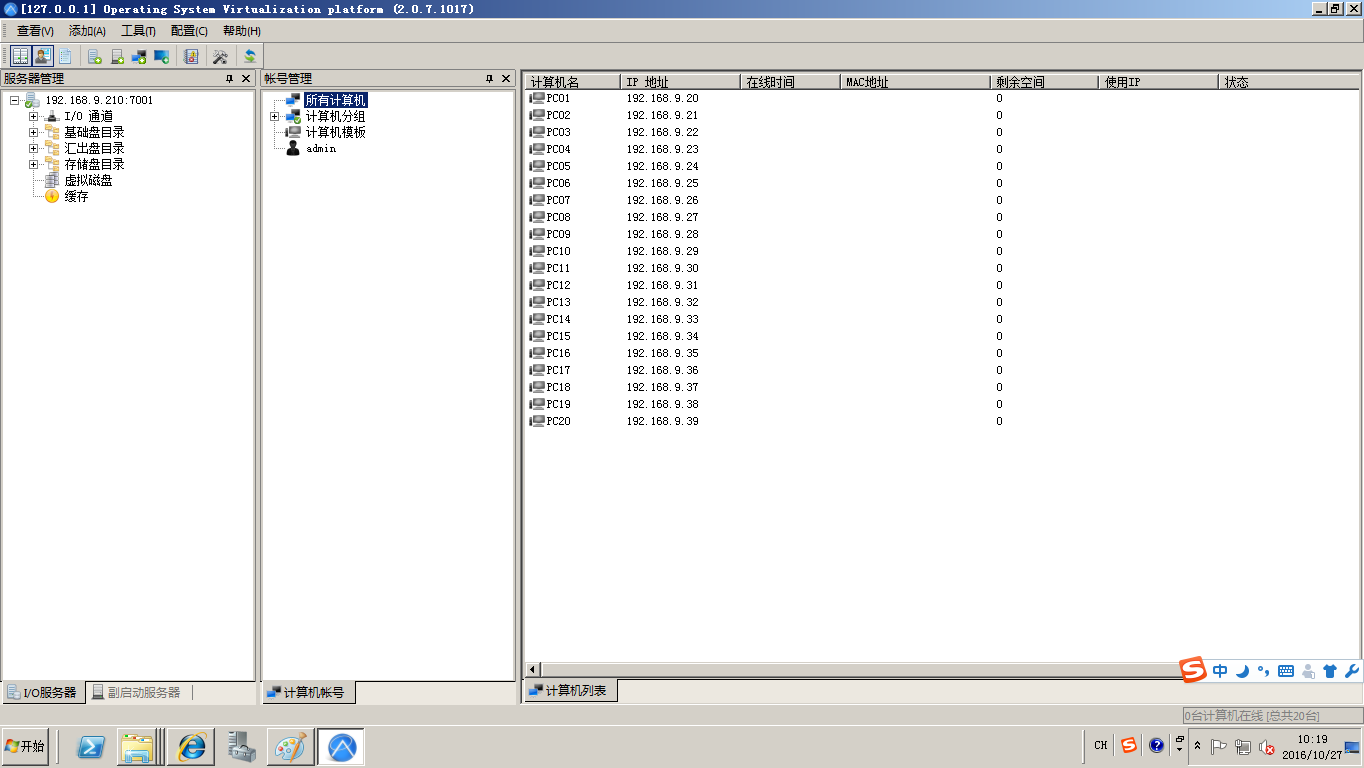 [127.0.0.1] Operating System Virtualization platform (2.0.7.1017)
查看(V) 添加(A) 工具(T) 配置(C) 帮助(H)
服务器管理
192.168.9.210:7001
I/O 通道
基础盘目录
汇出盘目录
存储盘目录
虚拟磁盘
缓存
I/O服务器 副启动服务器
帐号管理
所有计算机
计算机分组
计算机模板
admin
计算机帐号
计算机名 IP 地址 在线时间 MAC地址 剩余空间 使用IP 状态
PC01 192.168.9.20 0
PC02 192.168.9.21 0
PC03 192.168.9.22 0
PC04 192.168.9.23 0
PC05 192.168.9.24 0
PC06 192.168.9.25 0
PC07 192.168.9.26 0
PC08 192.168.9.27 0
PC09 192.168.9.28 0
PC10 192.168.9.29 0
PC11 192.168.9.30 0
PC12 192.168.9.31 0
PC13 192.168.9.32 0
PC14 192.168.9.33 0
PC15 192.168.9.34 0
PC16 192.168.9.35 0
PC17 192.168.9.36 0
PC18 192.168.9.37 0
PC19 192.168.9.38 0
PC20 192.168.9.39 0
中
计算机列表
0台计算机在线 [总共20台]
开始
CH
10:19
2016/10/27